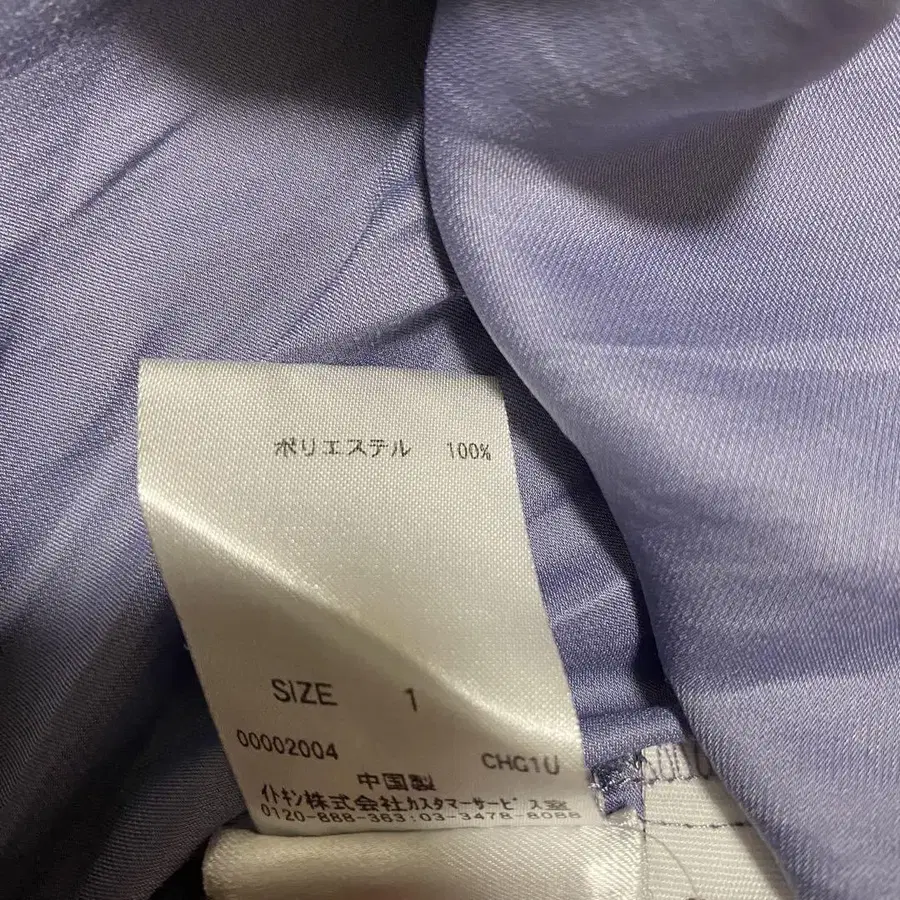 ポリエステル 100%
SIZE 1
00002004 CHG1U
中国製
イトキン株式会社カスタマーサービス室
0120-888-363:03-3478-8088